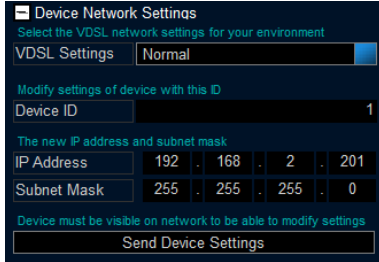 Device Network Settings
Select the VDSL network settings for your environment
VDSL Settings Normal
Modify settings of device with this ID
Device ID 1
The new IP address and subnet mask
IP Address 192 . 168 . 2 . 201
Subnet Mask 255 . 255 . 255 . 0
Device must be visible on network to be able to modify settings
Send Device Settings